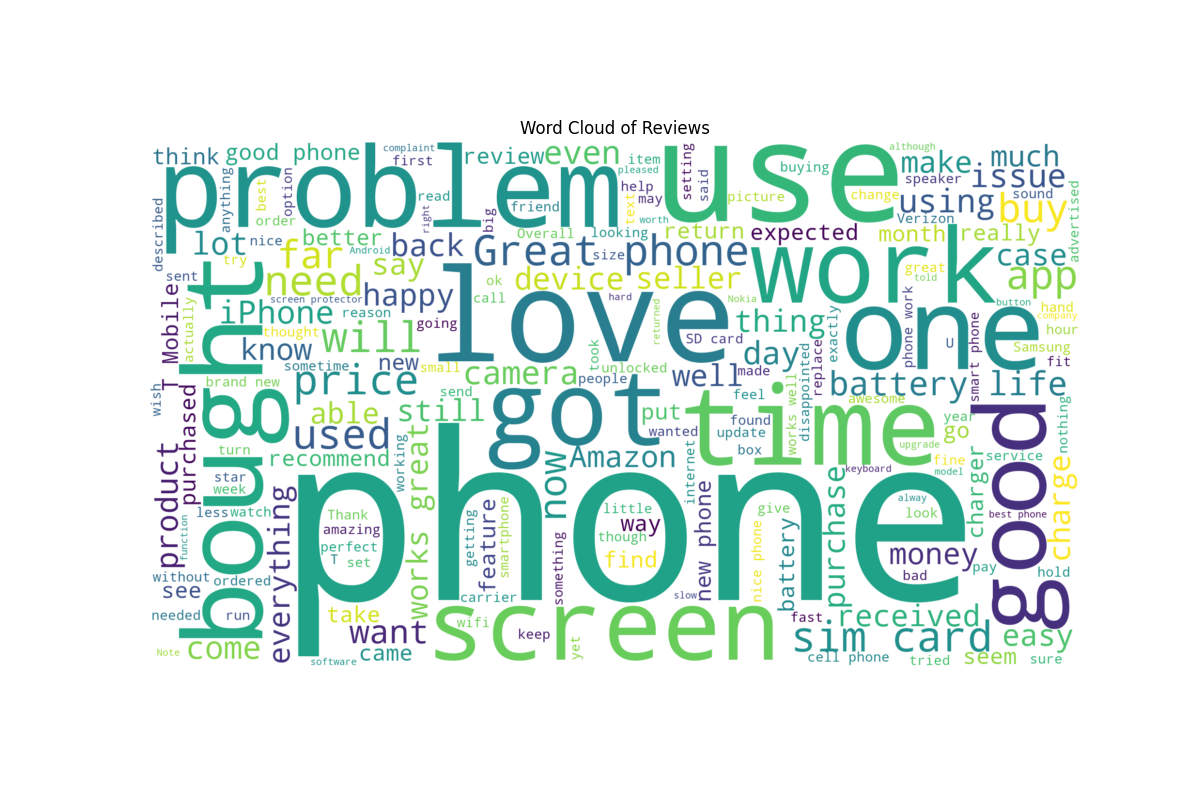 Word Cloud of Reviews
think
good phone
complaint
first
review
even
item
pleased
setting
said
buying
although
make
much
speaker
issue
problem
use
described
anything
best
option
read
right
big
friend
help
may
text
worth
picture
change
using
Verizon
sound
buy
advertised
order
lot
nice
better
back
Overall
looking
return
expected
month
really
try
far
Android
say
Great
size
phone
work
great
told
case
app
sent
need
ok
device
seller
T Mobile
actually
screen protector
happy
love
call
hard
returned
Nokia
button
hand
company
iPhone
reason
going
SD card
thing
exactly
phone work
one
U
smart phone
hour
thought
will
know
sometime
new
small
took
unlocked
day
replace
Samsung
fit
bought
wish
brand new
price
camera
people
well
made
battery life
purchased
able
still
send
got
put
feel
disappointed
works well
awesome
time
year
go
nothing
turn
used
wanted
found
update
upgrade
good
recommend
working
works great
Amazon
internet
box
keyboard
fine
model
service
product
star
week
less
watch
now
purchase
charger
charge
function
everything
phone
Thank
amazing
perfect
T
set
getting
feature
smartphone
little
way
though
find
new phone
give
nice phone
battery
alway
look
best phone
without
ordered
see
something
slow
money
bad
pay
hold
needed
run
take
carrier
fast
received
want
screen
wifi
keep
yet
sim card
easy
Note
come
software
came
cell phone
tried
seem
sure